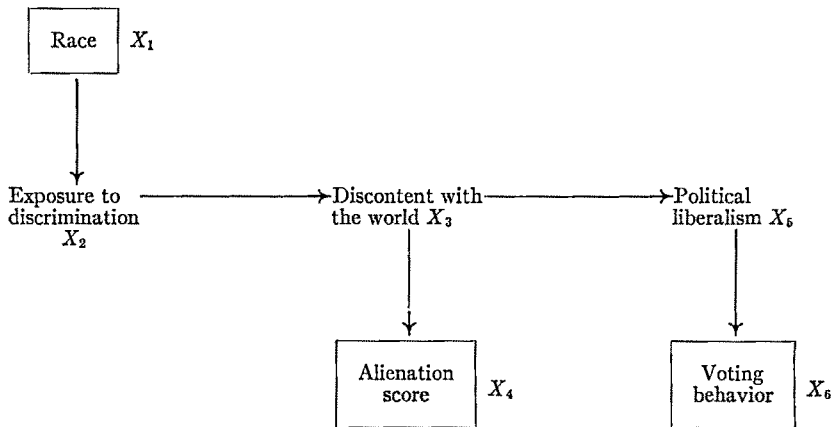 Race X₁
Exposure to
discrimination
X₂
Discontent with
the world X₃
Political
liberalism X₅
Alienation
score
X₄
Voting
behavior
X₆